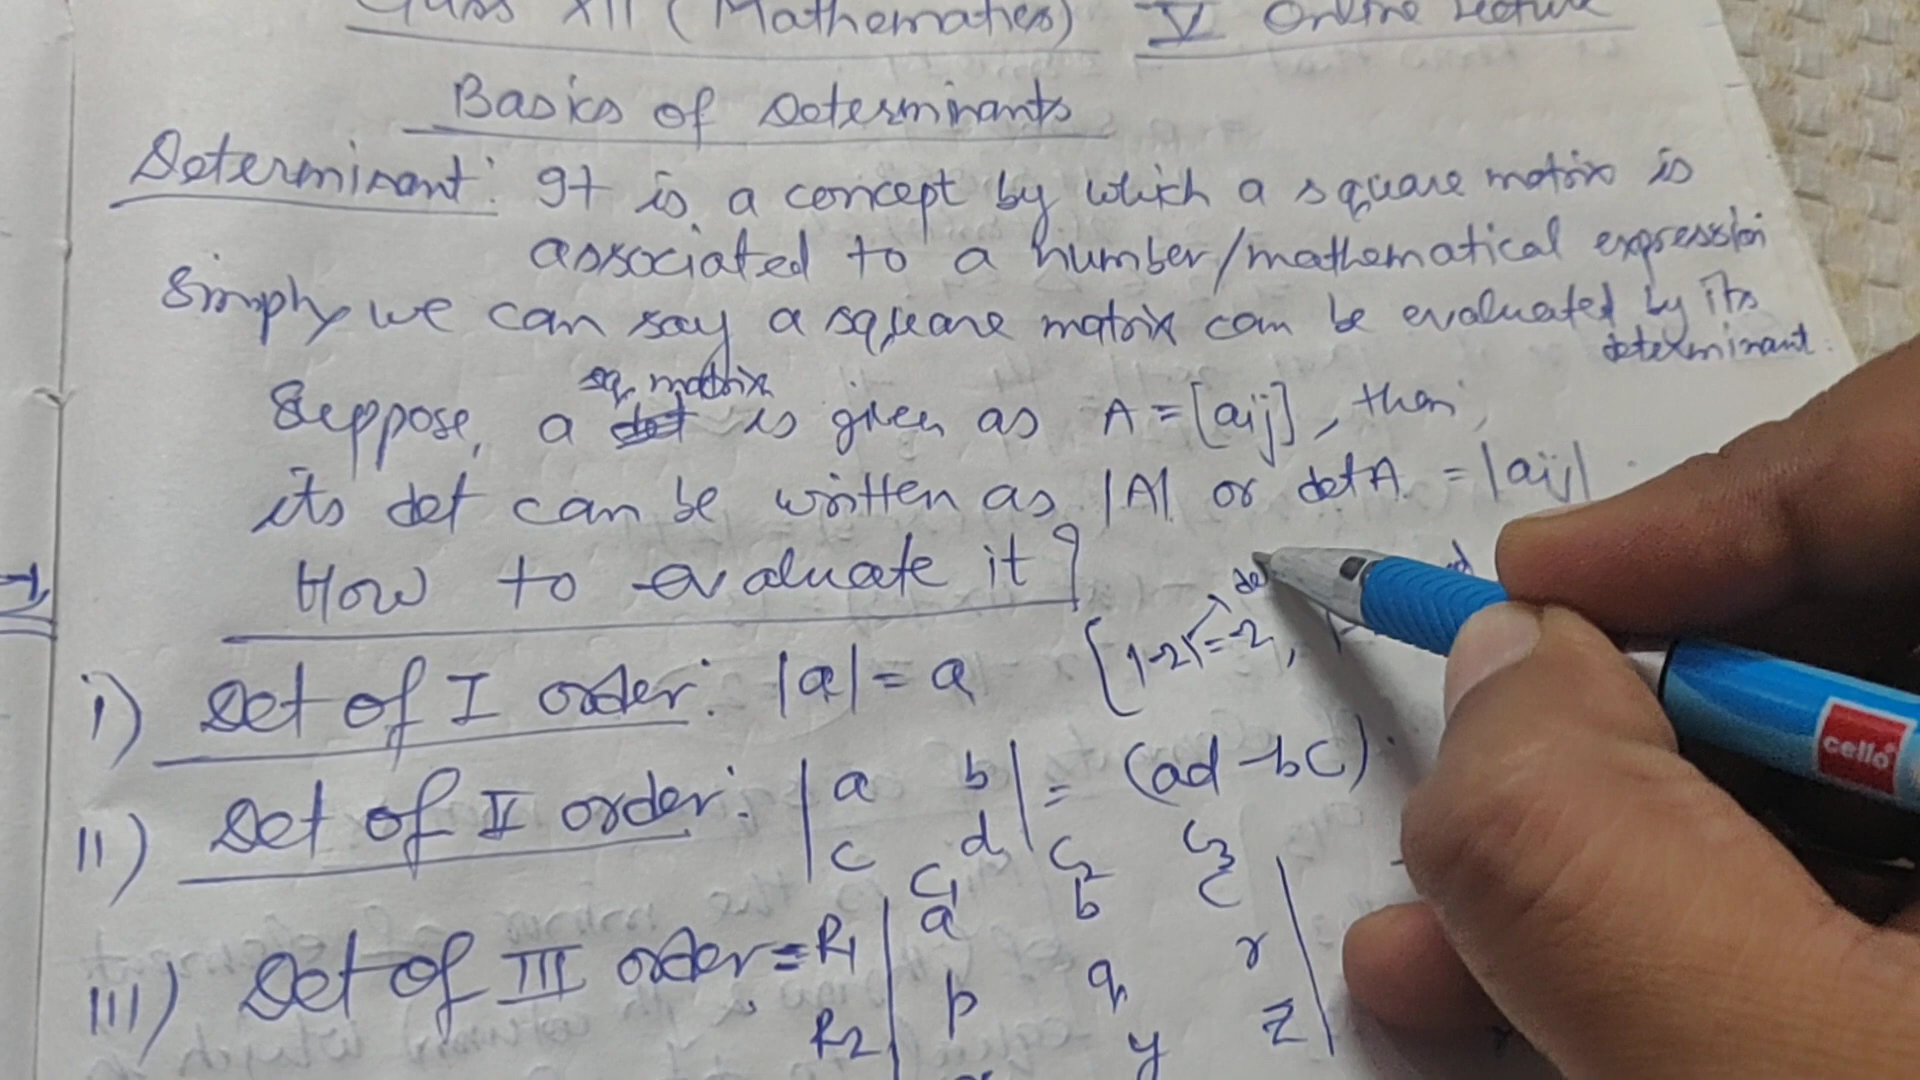 Class XII (Mathematics) V Online Lecture
Basics of Determinants
Determinant: It is a concept by which a square matrix is
associated to a number/mathematical expression
Simply we can say a square matrix can be evaluated by its
determinant.
sq. matrix
Suppose, a det is given as A = [aij], then,
its det can be written as |A| or detA = |aij|
How to evaluate it?
i) Det of I order: |a| = a [|-2| = -2,
ii) Det of II order: |a b| = (ad - bc)
c d
C1 C2 C3
iii) Det of III order = R1 a b c
R2 p q r
y z
cello